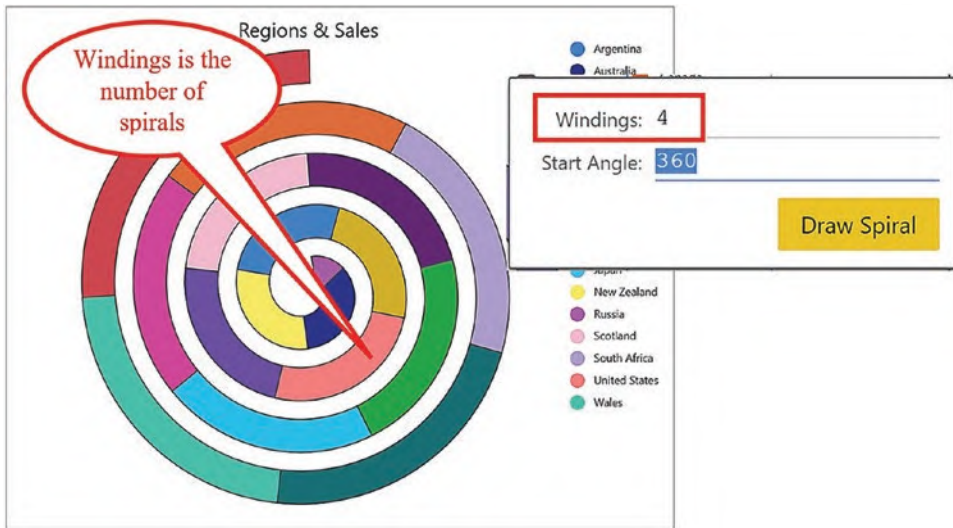 Regions & Sales
Windings is the
number of
spirals
Argentina
Australia
Windings: 4
Start Angle: 360
Draw Spiral
Japan
New Zealand
Russia
Scotland
South Africa
United States
Wales